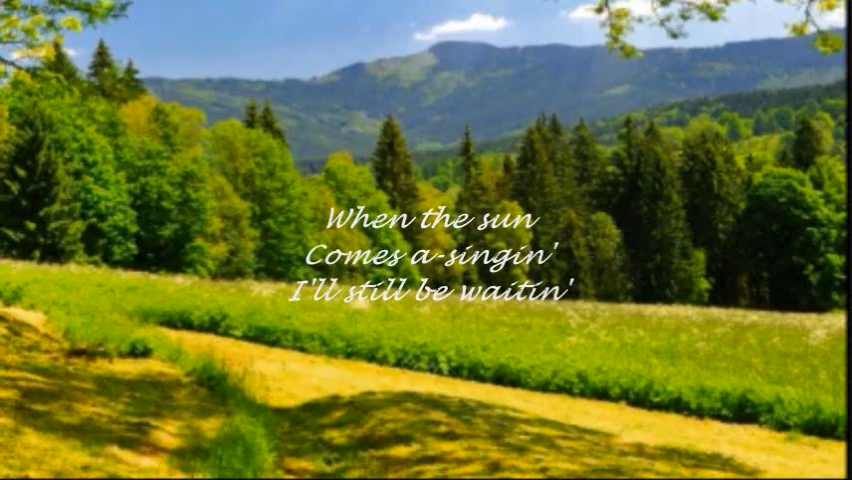 When the sun
Comes a-singin'
I'll still be waitin'